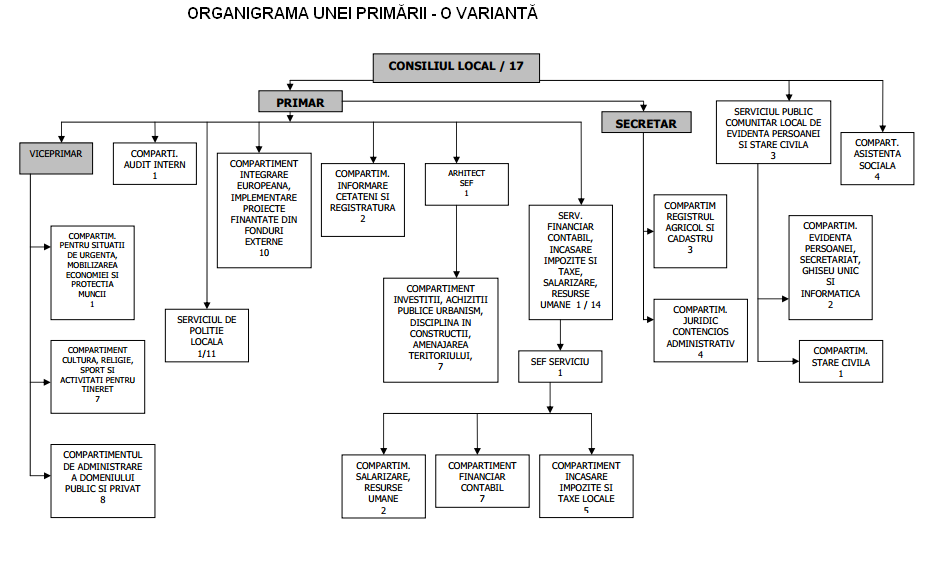 ORGANIGRAMA UNEI PRIMĂRII - O VARIANTĂ
CONSILIUL LOCAL / 17
PRIMAR
SECRETAR
SERVICIUL PUBLIC
COMUNITAR LOCAL DE
EVIDENTA PERSOANEI
SI STARE CIVILA
3
COMPART.
ASISTENTA
SOCIALA
4
VICEPRIMAR
COMPARTI.
AUDIT INTERN
1
COMPARTIMENT
INTEGRARE
EUROPEANA,
IMPLEMENTARE
PROIECTE
FINANTATE DIN
FONDURI
EXTERNE
10
COMPARTIM.
INFORMARE
CETATENI SI
REGISTRATURA
2
ARHITECT
SEF
1
SERV.
FINANCIAR
CONTABIL,
INCASARE
IMPOZITE SI
TAXE,
SALARIZARE,
RESURSE
UMANE 1 / 14
COMPARTIM
REGISTRUL
AGRICOL SI
CADASTRU
3
COMPARTIM.
EVIDENTA
PERSOANEI,
SECRETARIAT,
GHISEU UNIC
SI
INFORMATICA
2
COMPARTIM.
PENTRU SITUATII
DE URGENTA,
MOBILIZAREA
ECONOMIEI SI
PROTECTIA
MUNCII
1
SERVICIUL DE
POLITIE
LOCALA
1/11
COMPARTIMENT
INVESTITII, ACHIZITII
PUBLICE URBANISM,
DISCIPLINA IN
CONSTRUCTII,
AMENAJAREA
TERITORIULUI,
7
COMPARTIM.
JURIDIC
CONTENCIOS
ADMINISTRATIV
4
COMPARTIM.
STARE CIVILA
1
COMPARTIMENT
CULTURA, RELIGIE,
SPORT SI
ACTIVITATI PENTRU
TINERET
7
SEF SERVICIU
1
COMPARTIMENTUL
DE ADMINISTRARE
A DOMENIULUI
PUBLIC SI PRIVAT
8
COMPARTIM.
SALARIZARE,
RESURSE
UMANE
2
COMPARTIMENT
FINANCIAR
CONTABIL
7
COMPARTIMENT
INCASARE
IMPOZITE SI
TAXE LOCALE
5